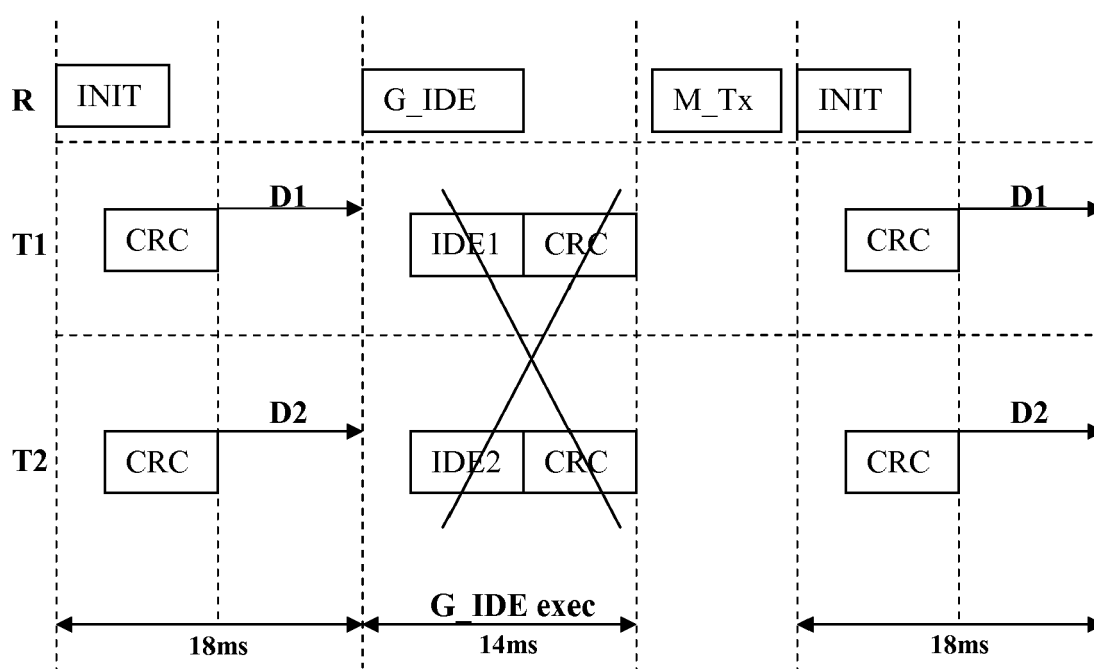 R INIT G_IDE M_Tx INIT
D1 D1
T1 CRC IDE1 CRC CRC
D2 D2
T2 CRC IDE2 CRC CRC
G_IDE exec
18ms 14ms 18ms